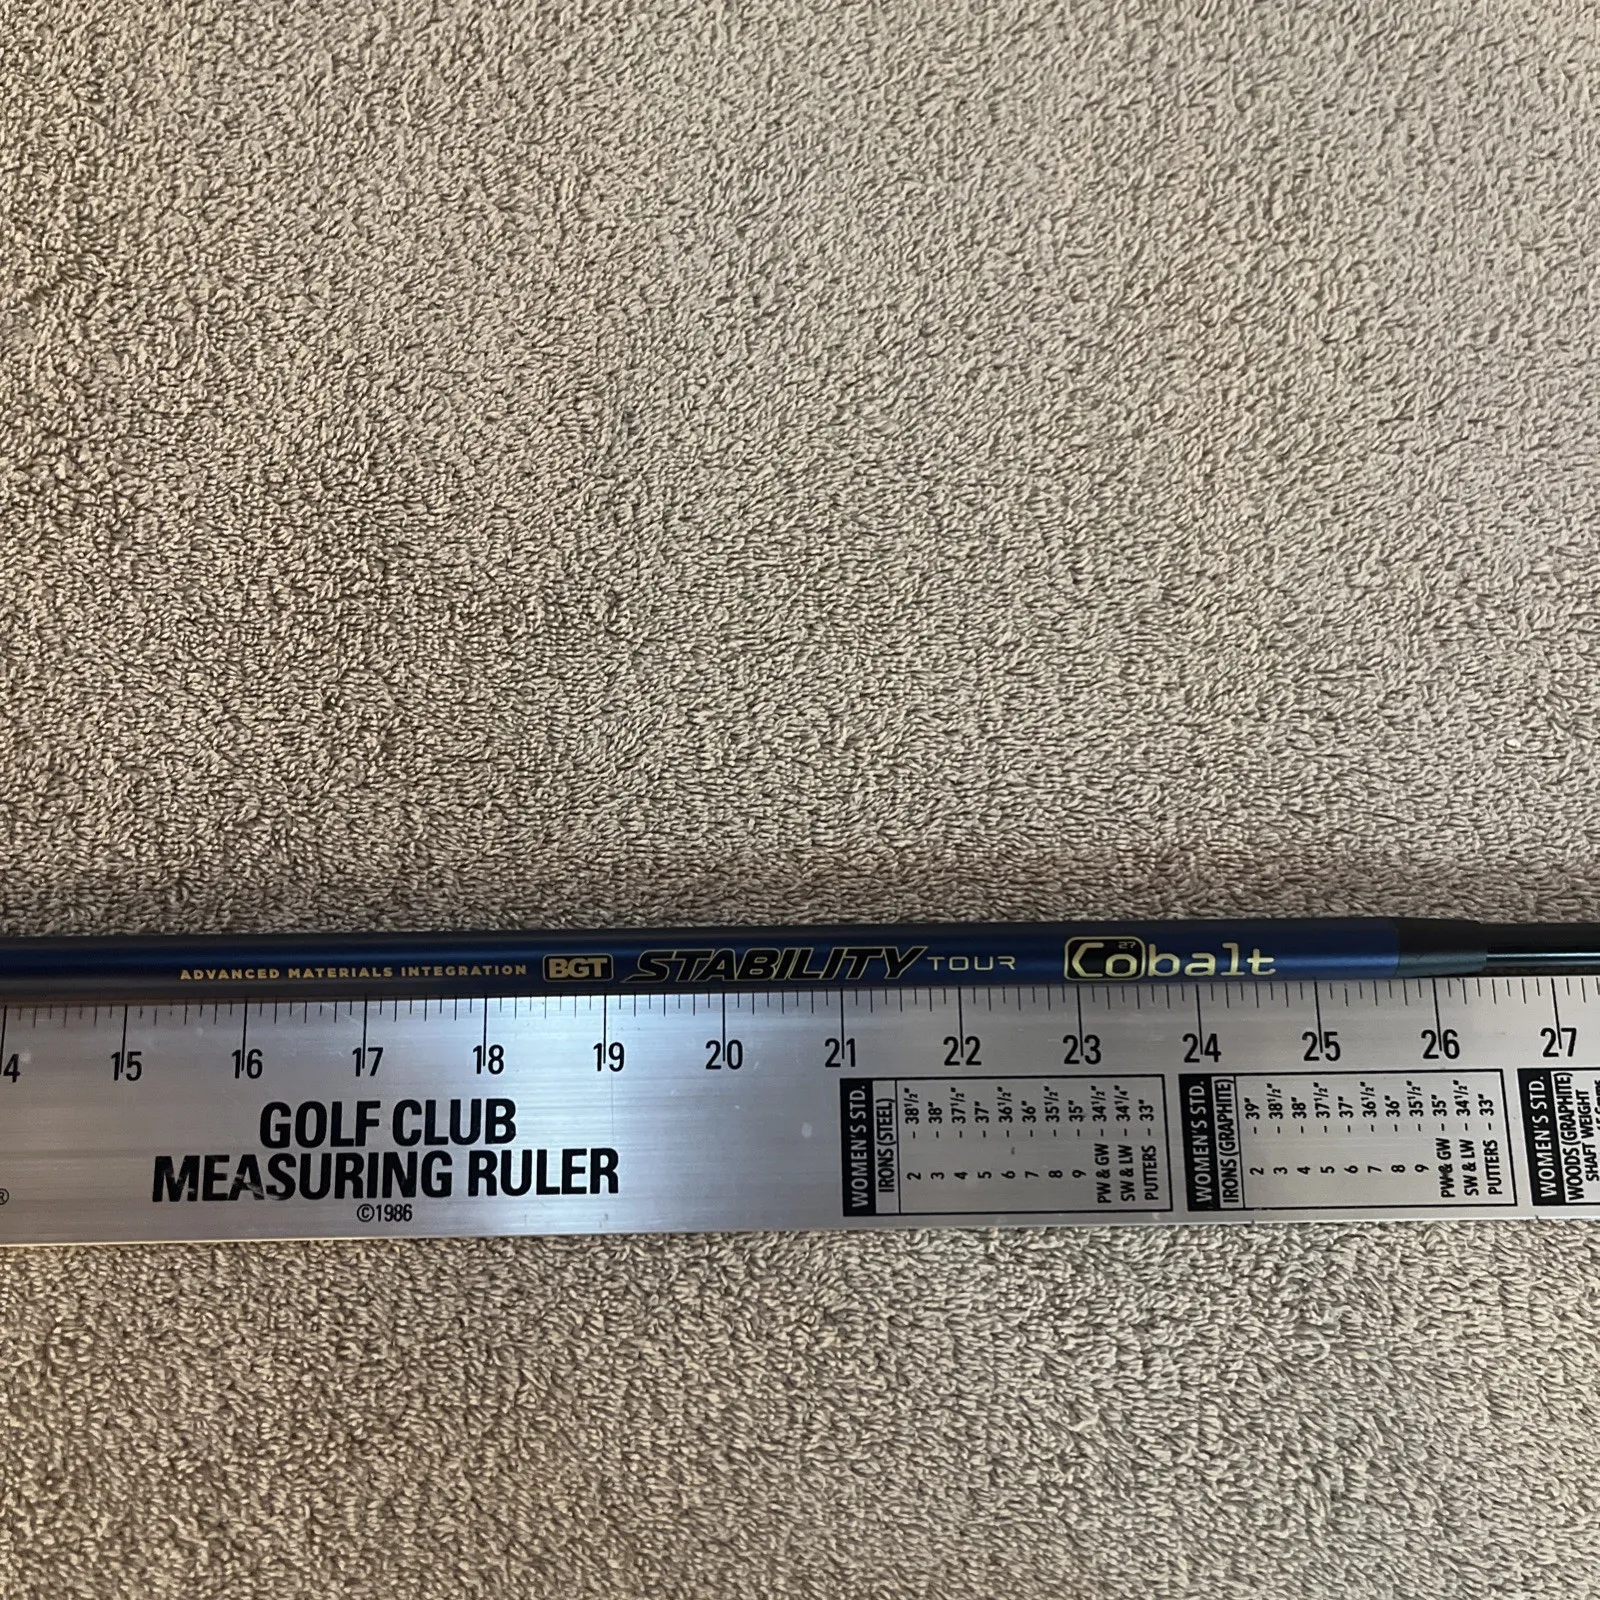 ADVANCED MATERIALS INTEGRATION BGT STABILITY TOUR 27 Cobalt
4 15 16 17 18 19 20 21 22 23 24 25 26 27
GOLF CLUB
MEASURING RULER
©1986
®
WOMEN'S STD.
IRONS (STEEL)
2 - 38½"
3 - 38"
4 - 37½"
5 - 37"
6 - 36½"
7 - 36"
8 - 35½"
9 - 35"
PW & GW - 34½"
SW & LW - 34¼"
PUTTERS - 33"
WOMEN'S STD.
IRONS (GRAPHITE)
2 - 39"
3 - 38½"
4 - 38"
5 - 37½"
6 - 37"
7 - 36½"
8 - 36"
9 - 35½"
PW & GW - 35"
SW & LW - 34½"
PUTTERS - 33"
WOMEN'S STD.
WOODS (GRAPHITE)
SHAFT WEIGHT